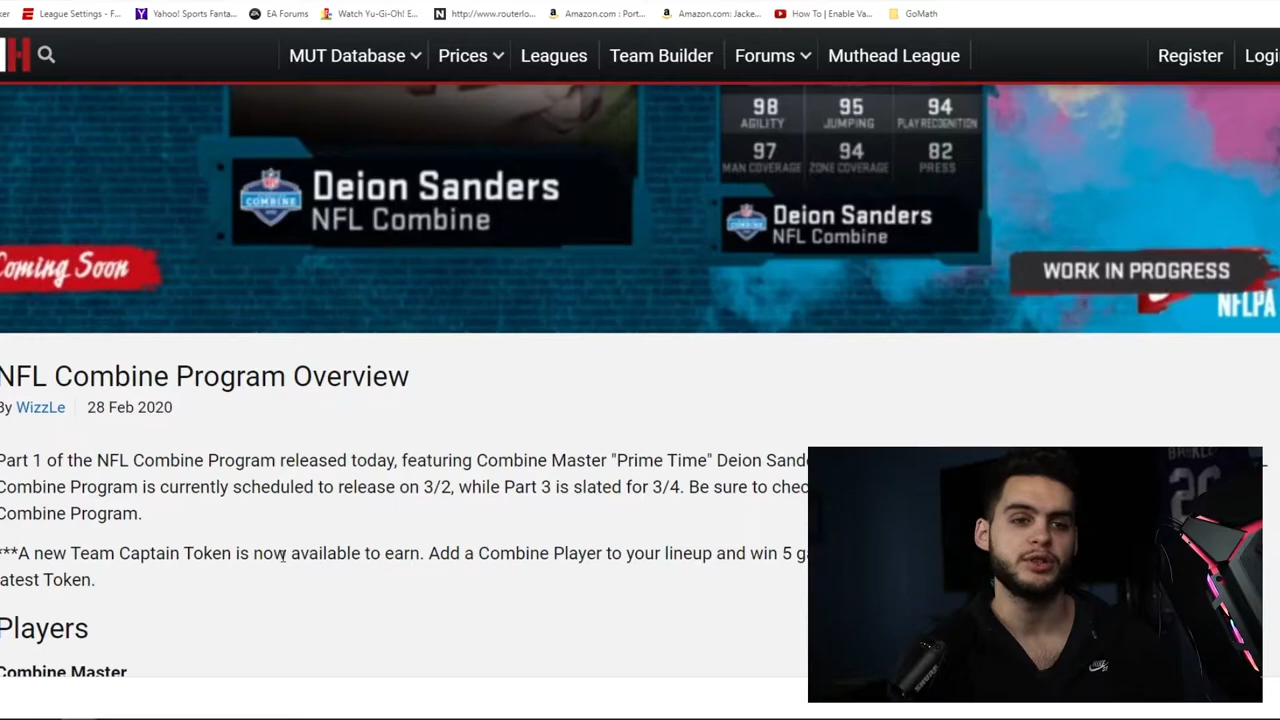 ker
League Settings - F...
Yahoo! Sports Fanta...
EA Forums
Watch Yu-Gi-Oh! E...
http://www.routerlo...
Amazon.com : Port...
Amazon.com: Jacke...
How To | Enable Va...
GoMath
H
MUT Database
Prices
Leagues
Team Builder
Forums
Muthead League
Register
Logi
98 95 94
AGILITY JUMPING PLAY RECOGNITION
97 94 82
MAN COVERAGE ZONE COVERAGE PRESS
COMBINE
Deion Sanders
NFL Combine
Deion Sanders
NFL Combine
Coming Soon
WORK IN PROGRESS
NFLPA
NFL Combine Program Overview
By WizzLe 28 Feb 2020
Part 1 of the NFL Combine Program released today, featuring Combine Master "Prime Time" Deion Sande
Combine Program is currently scheduled to release on 3/2, while Part 3 is slated for 3/4. Be sure to chec
Combine Program.
***A new Team Captain Token is now available to earn. Add a Combine Player to your lineup and win 5 ga
latest Token.
Players
Combine Master
SHURE